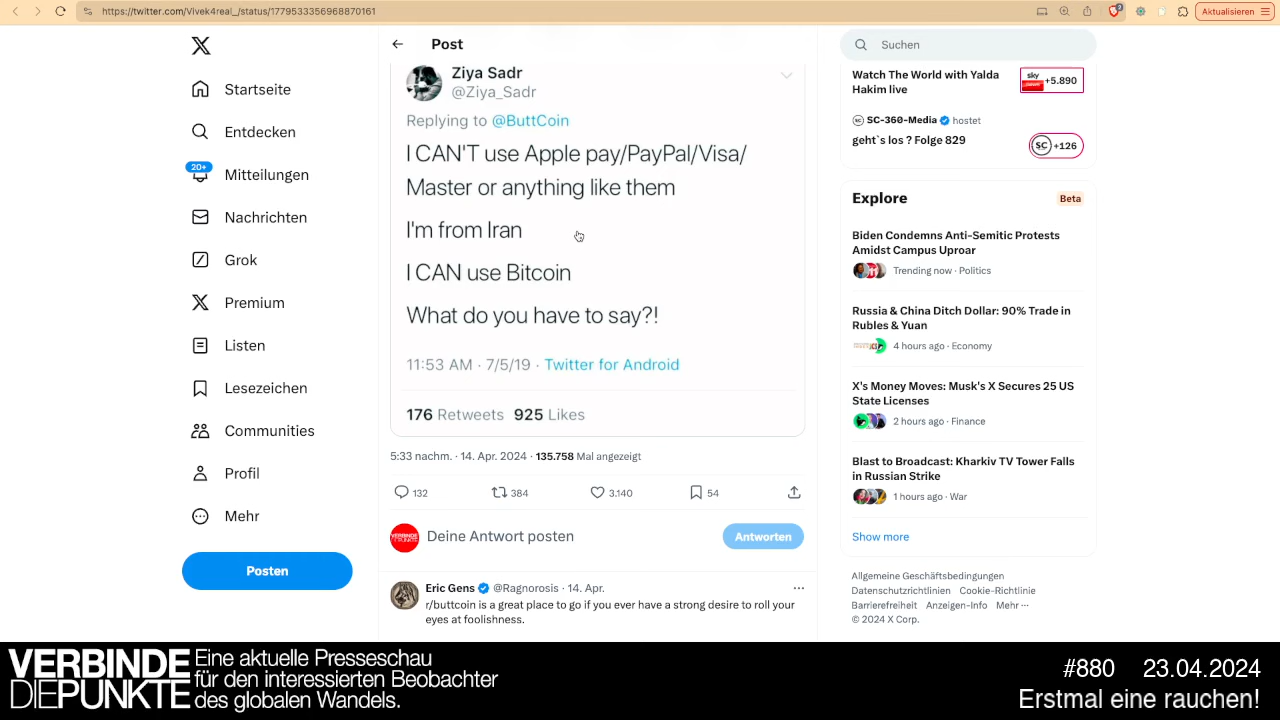 https://twitter.com/Vivek4real_/status/1779533356968870161
Aktualisieren
Startseite
Entdecken
20+
Mitteilungen
Nachrichten
Grok
Premium
Listen
Lesezeichen
Communities
Profil
Mehr
Posten
Post
Ziya Sadr
@Ziya_Sadr
Replying to @ButtCoin
I CAN'T use Apple pay/PayPal/Visa/
Master or anything like them
I'm from Iran
I CAN use Bitcoin
What do you have to say?!
11:53 AM · 7/5/19 · Twitter for Android
176 Retweets 925 Likes
5:33 nachm. · 14. Apr. 2024 · 135.758 Mal angezeigt
132
384
3.140
54
Deine Antwort posten
Antworten
Eric Gens @Ragnorosis · 14. Apr.
r/buttcoin is a great place to go if you ever have a strong desire to roll your
eyes at foolishness.
Suchen
Watch The World with Yalda
Hakim live
sky
+5.890
SC-360-Media hostet
geht`s los ? Folge 829
SC +126
Explore
Beta
Biden Condemns Anti-Semitic Protests
Amidst Campus Uproar
Trending now · Politics
Russia & China Ditch Dollar: 90% Trade in
Rubles & Yuan
4 hours ago · Economy
X's Money Moves: Musk's X Secures 25 US
State Licenses
2 hours ago · Finance
Blast to Broadcast: Kharkiv TV Tower Falls
in Russian Strike
1 hours ago · War
Show more
Allgemeine Geschäftsbedingungen
Datenschutzrichtlinien Cookie-Richtlinie
Barrierefreiheit Anzeigen-Info Mehr ···
© 2024 X Corp.
VERBINDE
DIEPUNKTE
Eine aktuelle Presseschau
für den interessierten Beobachter
des globalen Wandels.
#880 23.04.2024
Erstmal eine rauchen!